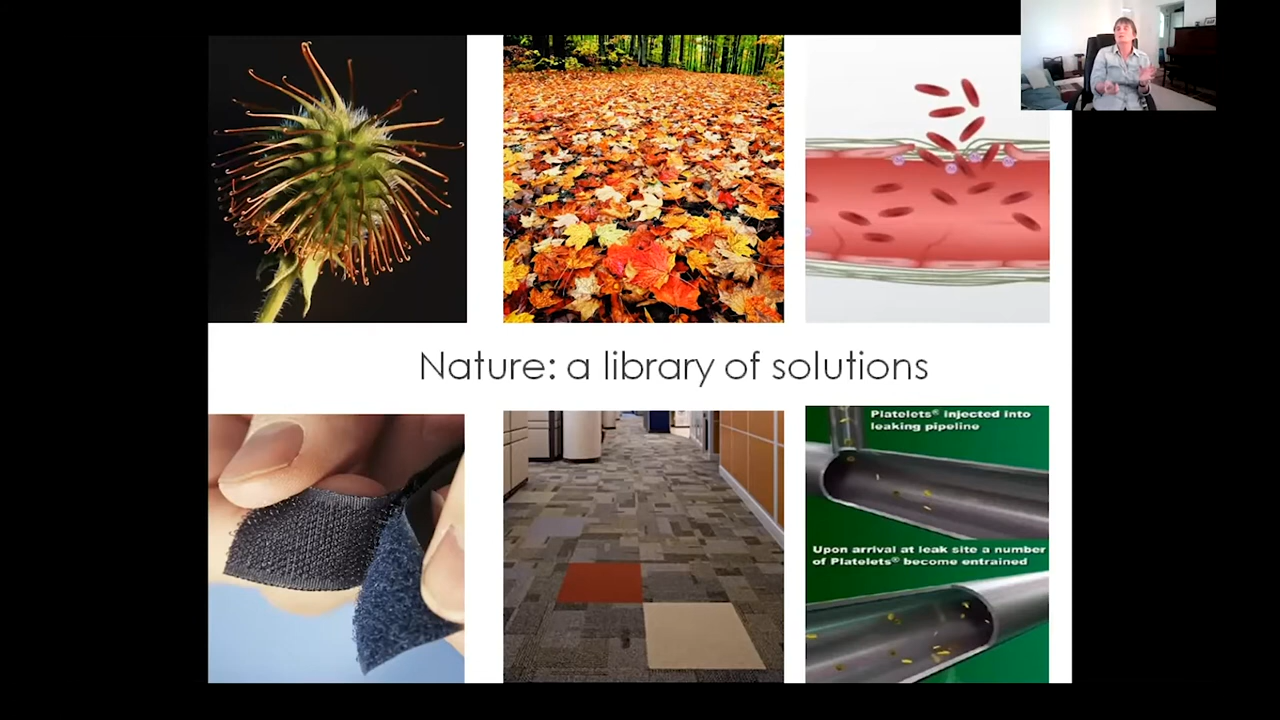 Nature: a library of solutions
Platelets® injected into
leaking pipeline
Upon arrival at leak site a number
of Platelets® become entrained